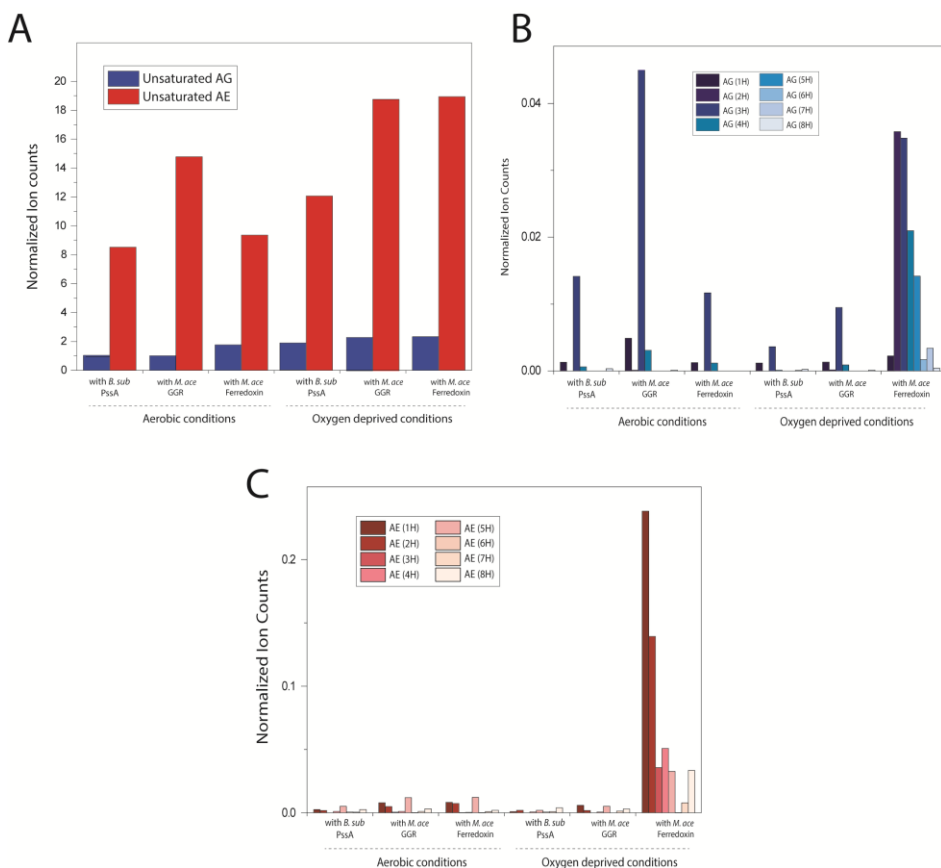 A
Normalized Ion counts
20
18
16
14
12
10
8
6
4
2
0
Unsaturated AG
Unsaturated AE
with B. sub
PssA
with M. ace
GGR
with M. ace
Ferredoxin
with B. sub
PssA
with M. ace
GGR
with M. ace
Ferredoxin
Aerobic conditions
Oxygen deprived conditions
B
Normalized Ion Counts
0.04
0.02
0.00
AG (1H)
AG (2H)
AG (3H)
AG (4H)
AG (5H)
AG (6H)
AG (7H)
AG (8H)
with B. sub
PssA
with M. ace
GGR
with M. ace
Ferredoxin
with B. sub
PssA
with M. ace
GGR
with M. ace
Ferredoxin
Aerobic conditions
Oxygen deprived conditions
C
Normalized Ion Counts
0.2
0.1
0.0
AE (1H)
AE (2H)
AE (3H)
AE (4H)
AE (5H)
AE (6H)
AE (7H)
AE (8H)
with B. sub
PssA
with M. ace
GGR
with M. ace
Ferredoxin
with B. sub
PssA
with M. ace
GGR
with M. ace
Ferredoxin
Aerobic conditions
Oxygen deprived conditions